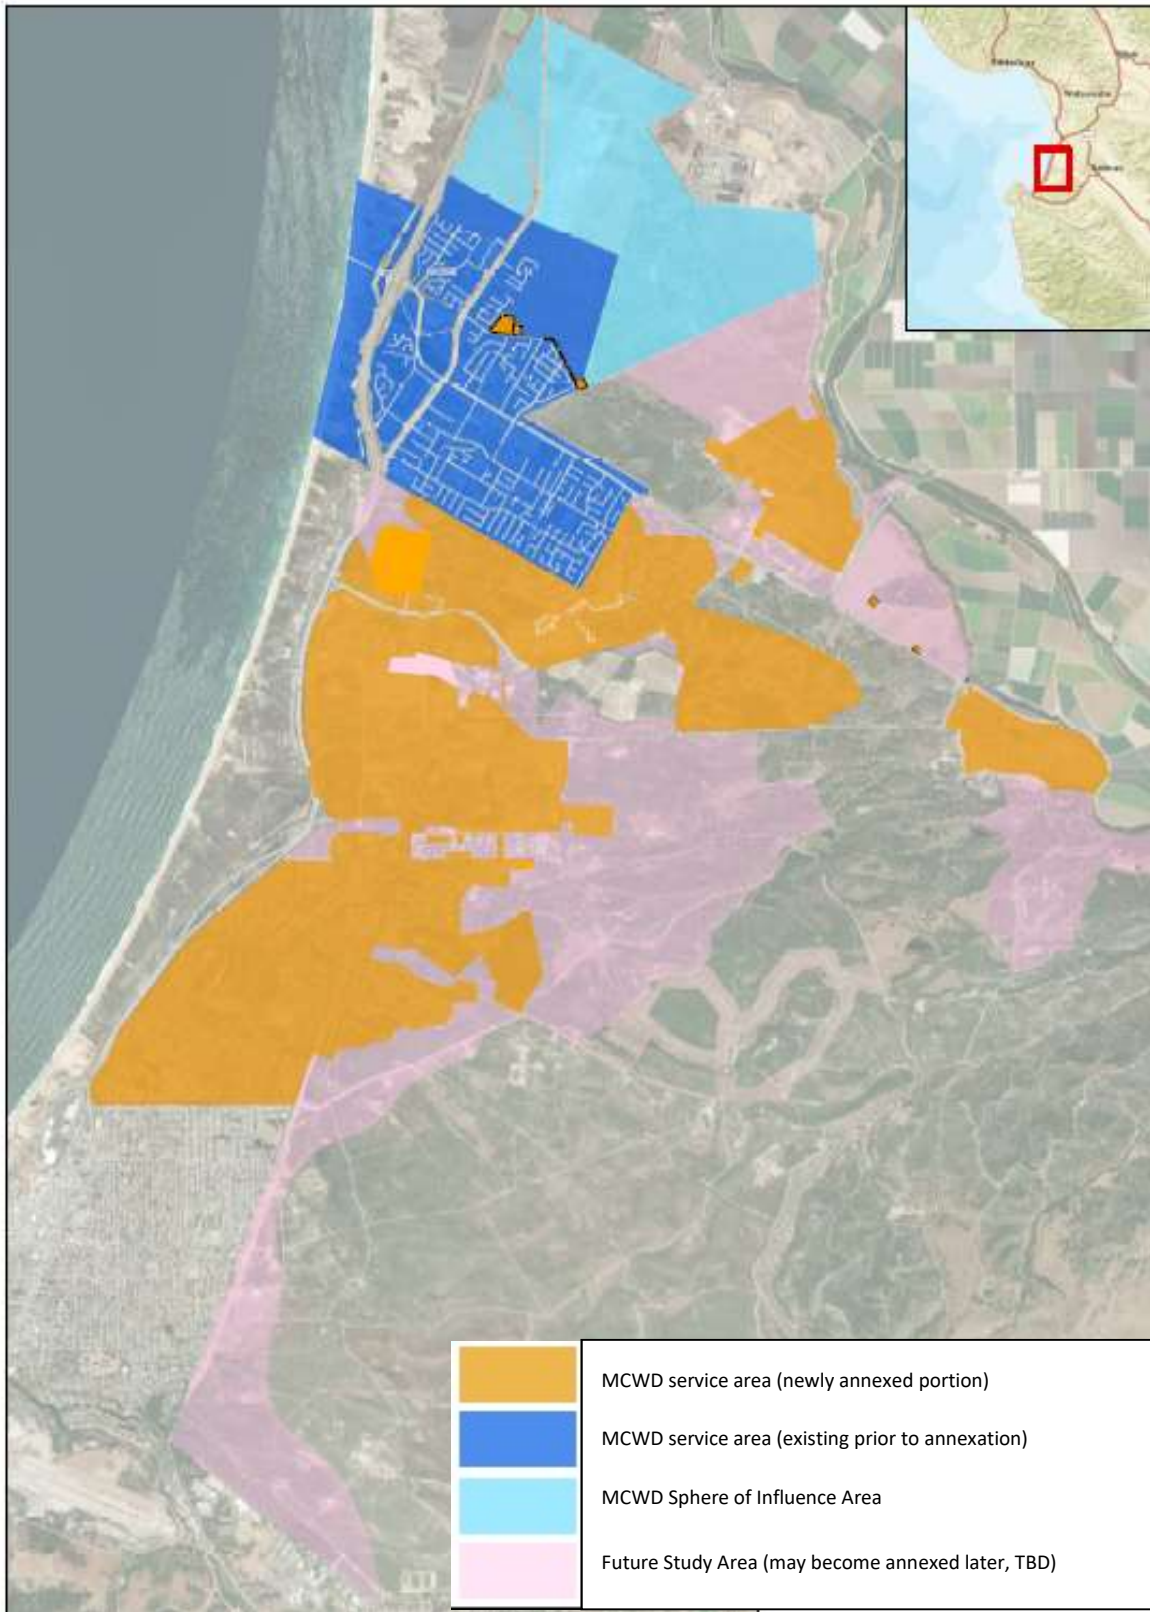 MCWD service area (newly annexed portion)
MCWD service area (existing prior to annexation)
MCWD Sphere of Influence Area
Future Study Area (may become annexed later, TBD)